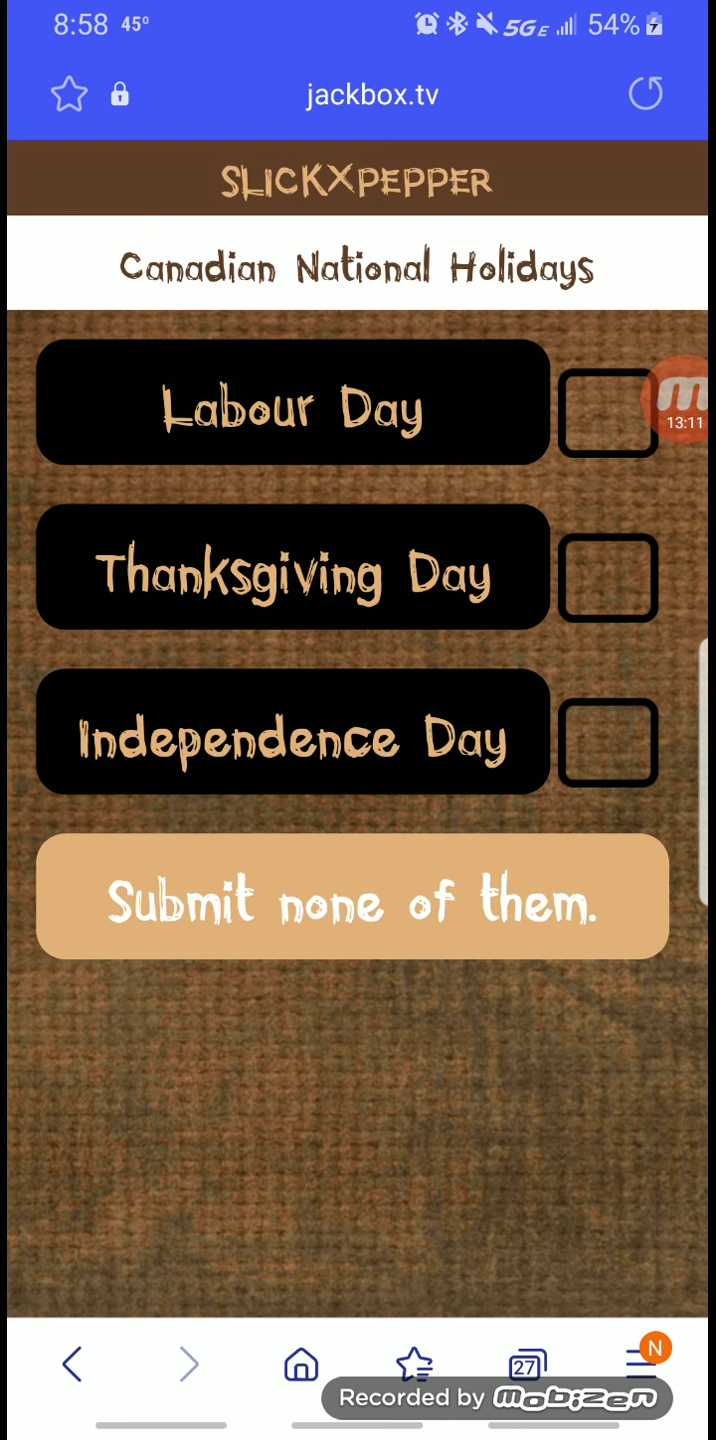 8:58 45° 5GE 54%
jackbox.tv
SLICKXPEPPER
Canadian National Holidays
Labour Day
m
13:11
Thanksgiving Day
Independence Day
Submit none of them.
27
N
Recorded by mobizen